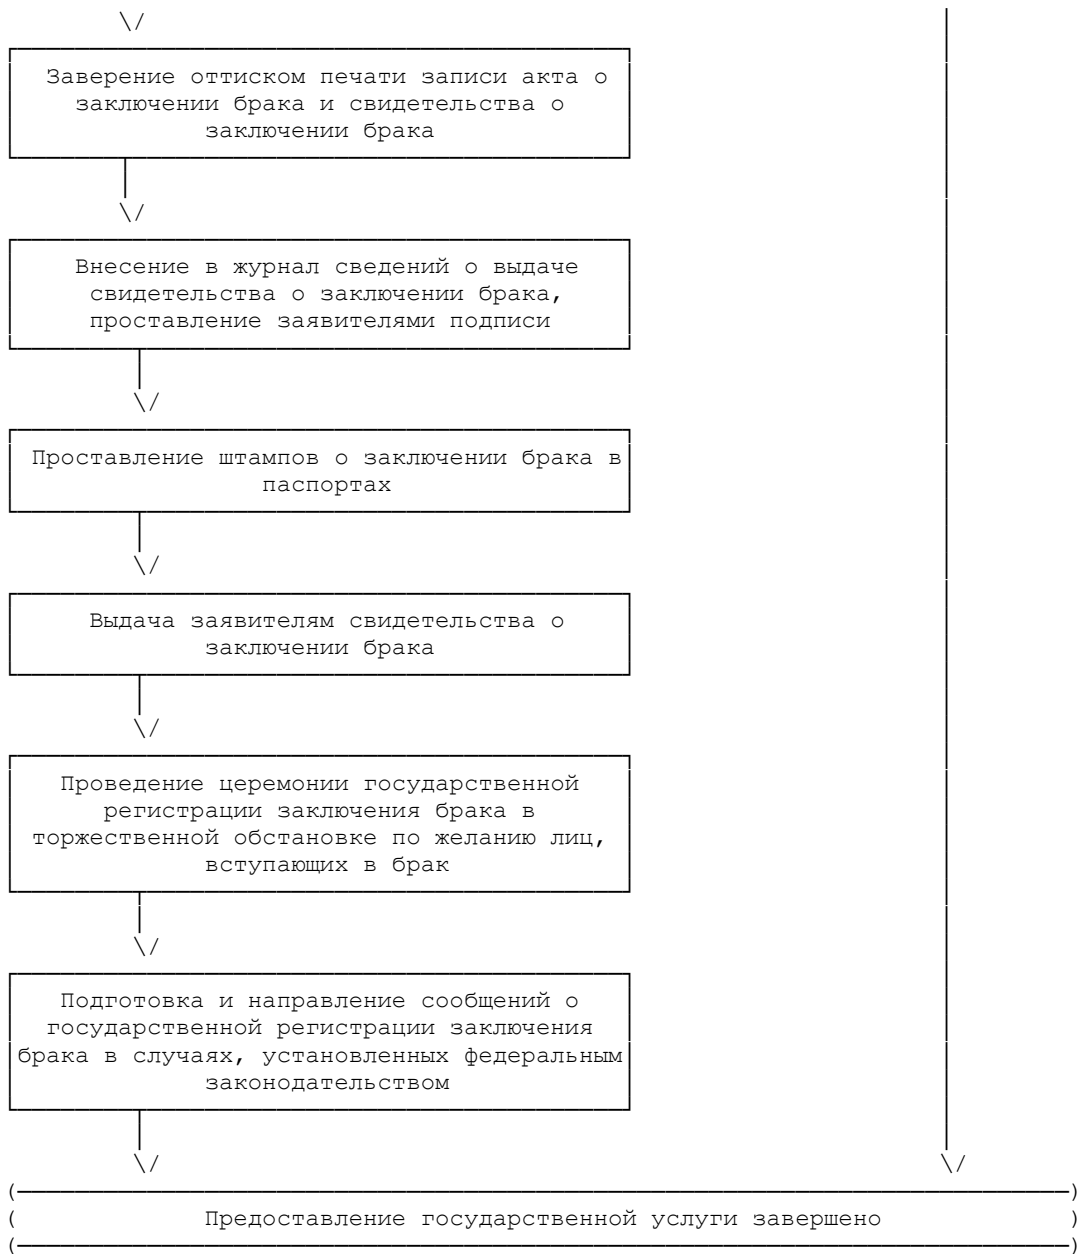 Заверение оттиском печати записи акта о
заключении брака и свидетельства о
заключении брака
Внесение в журнал сведений о выдаче
свидетельства о заключении брака,
проставление заявителями подписи
Проставление штампов о заключении брака в
паспортах
Выдача заявителям свидетельства о
заключении брака
Проведение церемонии государственной
регистрации заключения брака в
торжественной обстановке по желанию лиц,
вступающих в брак
Подготовка и направление сообщений о
государственной регистрации заключения
брака в случаях, установленных федеральным
законодательством
Предоставление государственной услуги завершено